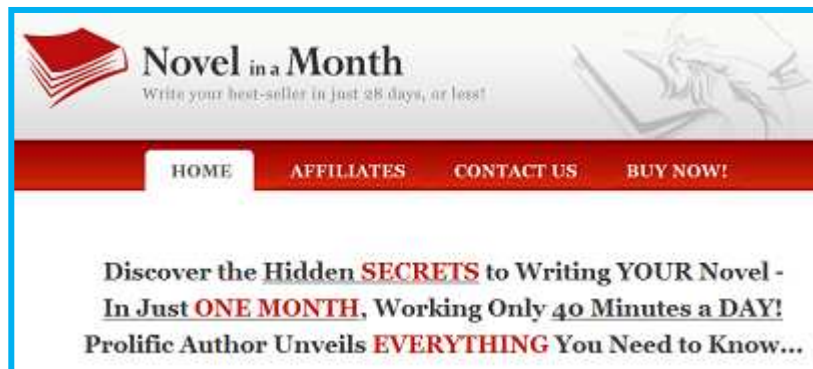 Novel in a Month
Write your best-seller in just 28 days, or less!
HOME AFFILIATES CONTACT US BUY NOW!
Discover the Hidden SECRETS to Writing YOUR Novel -
In Just ONE MONTH, Working Only 40 Minutes a DAY!
Prolific Author Unveils EVERYTHING You Need to Know...